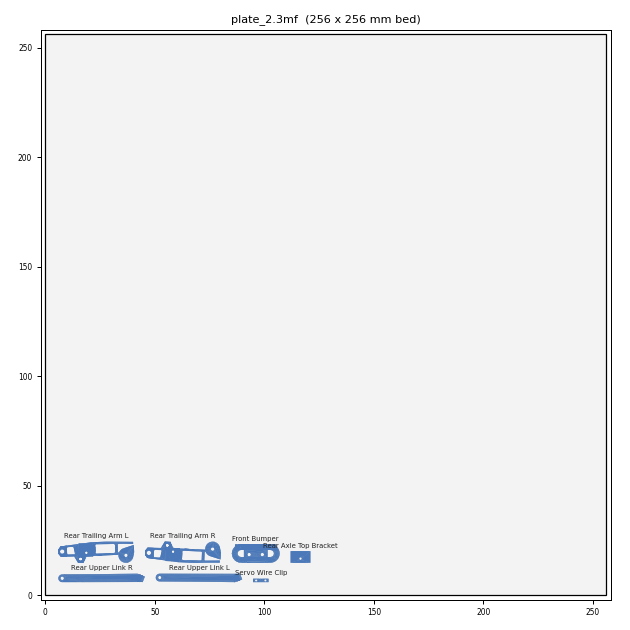 plate_2.3mf (256 x 256 mm bed)
250
200
150
100
50
0
Rear Trailing Arm L
Rear Trailing Arm R
Front Bumper
Rear Axle Top Bracket
Rear Upper Link R
Rear Upper Link L
Servo Wire Clip
0
50
100
150
200
250